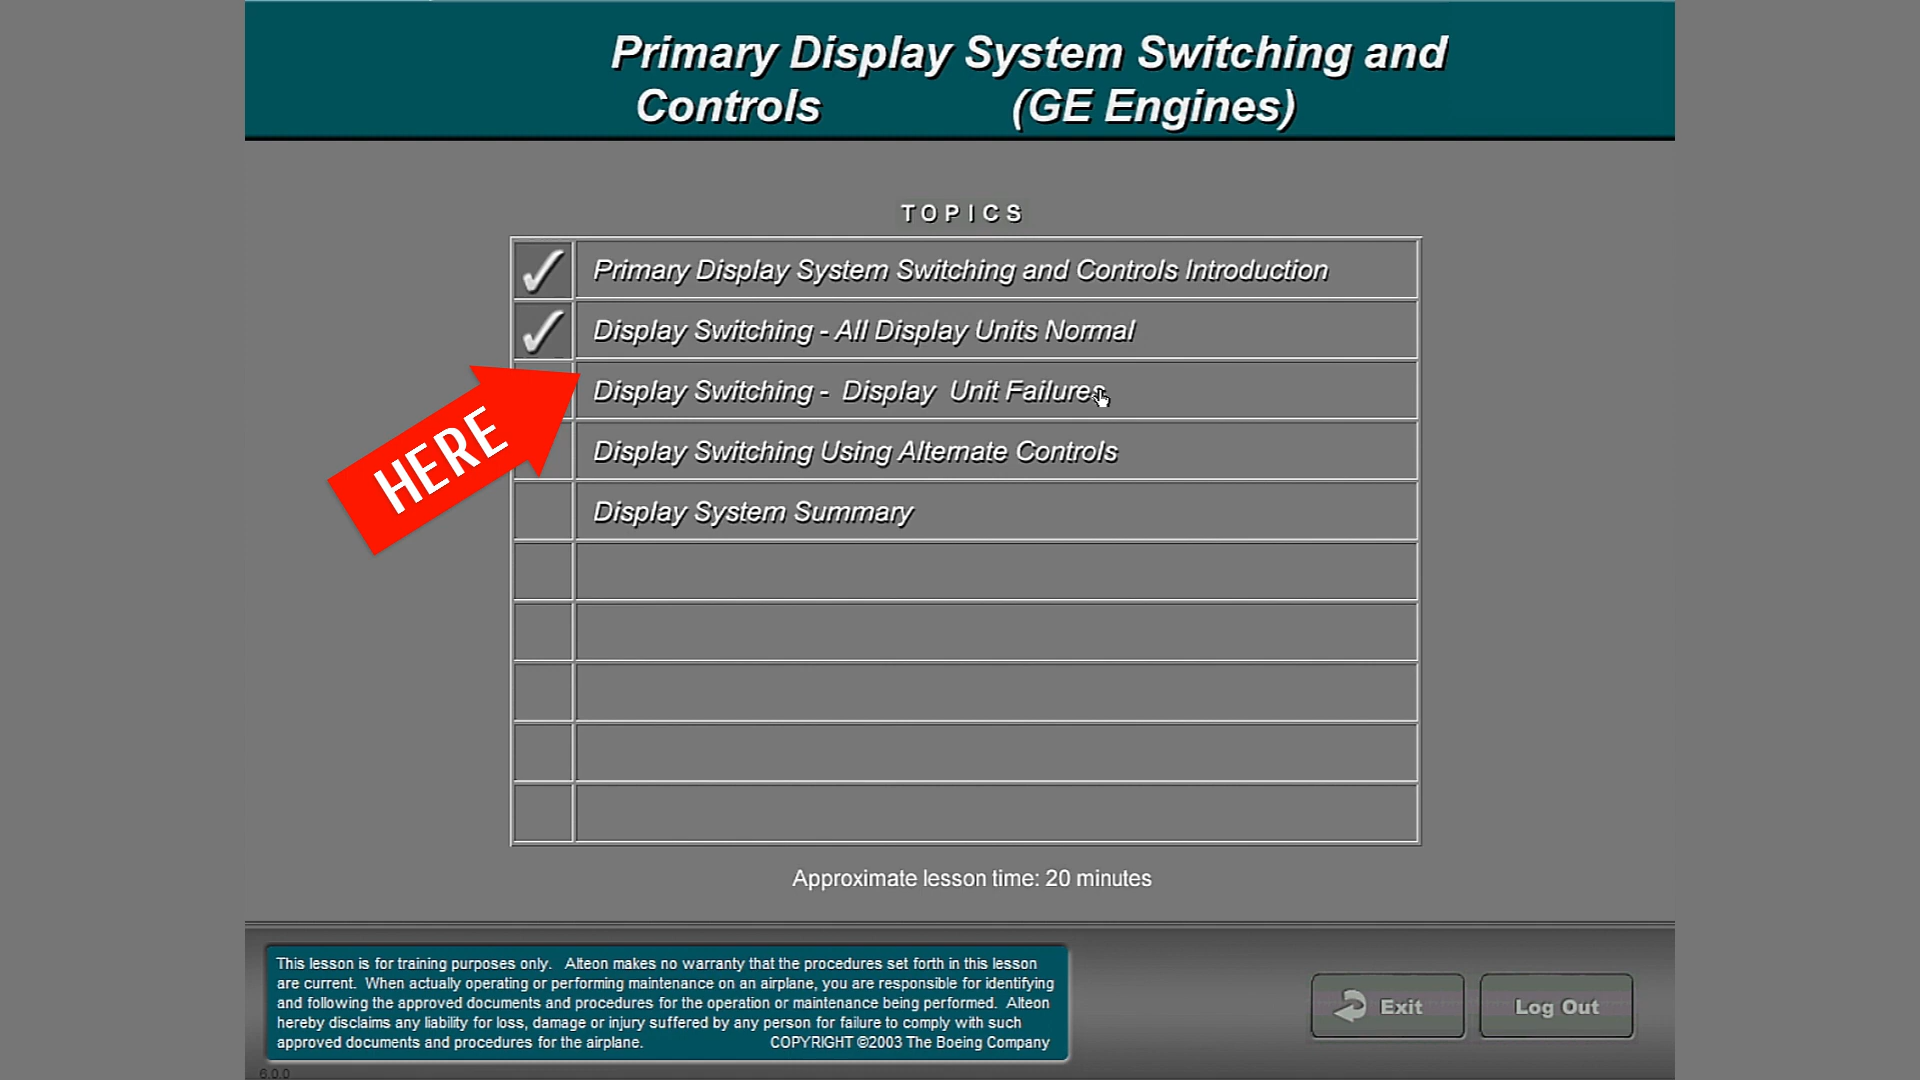 Primary Display System Switching and
Controls (GE Engines)
TOPICS
Primary Display System Switching and Controls Introduction
Display Switching - All Display Units Normal
Display Switching - Display Unit Failures
HERE
Display Switching Using Alternate Controls
Display System Summary
Approximate lesson time: 20 minutes
This lesson is for training purposes only. Alteon makes no warranty that the procedures set forth in this lesson
are current. When actually operating or performing maintenance on an airplane, you are responsible for identifying
and following the approved documents and procedures for the operation or maintenance being performed. Alteon
hereby disclaims any liability for loss, damage or injury suffered by any person for failure to comply with such
approved documents and procedures for the airplane. COPYRIGHT ©2003 The Boeing Company
Exit
Log Out
6.0.0